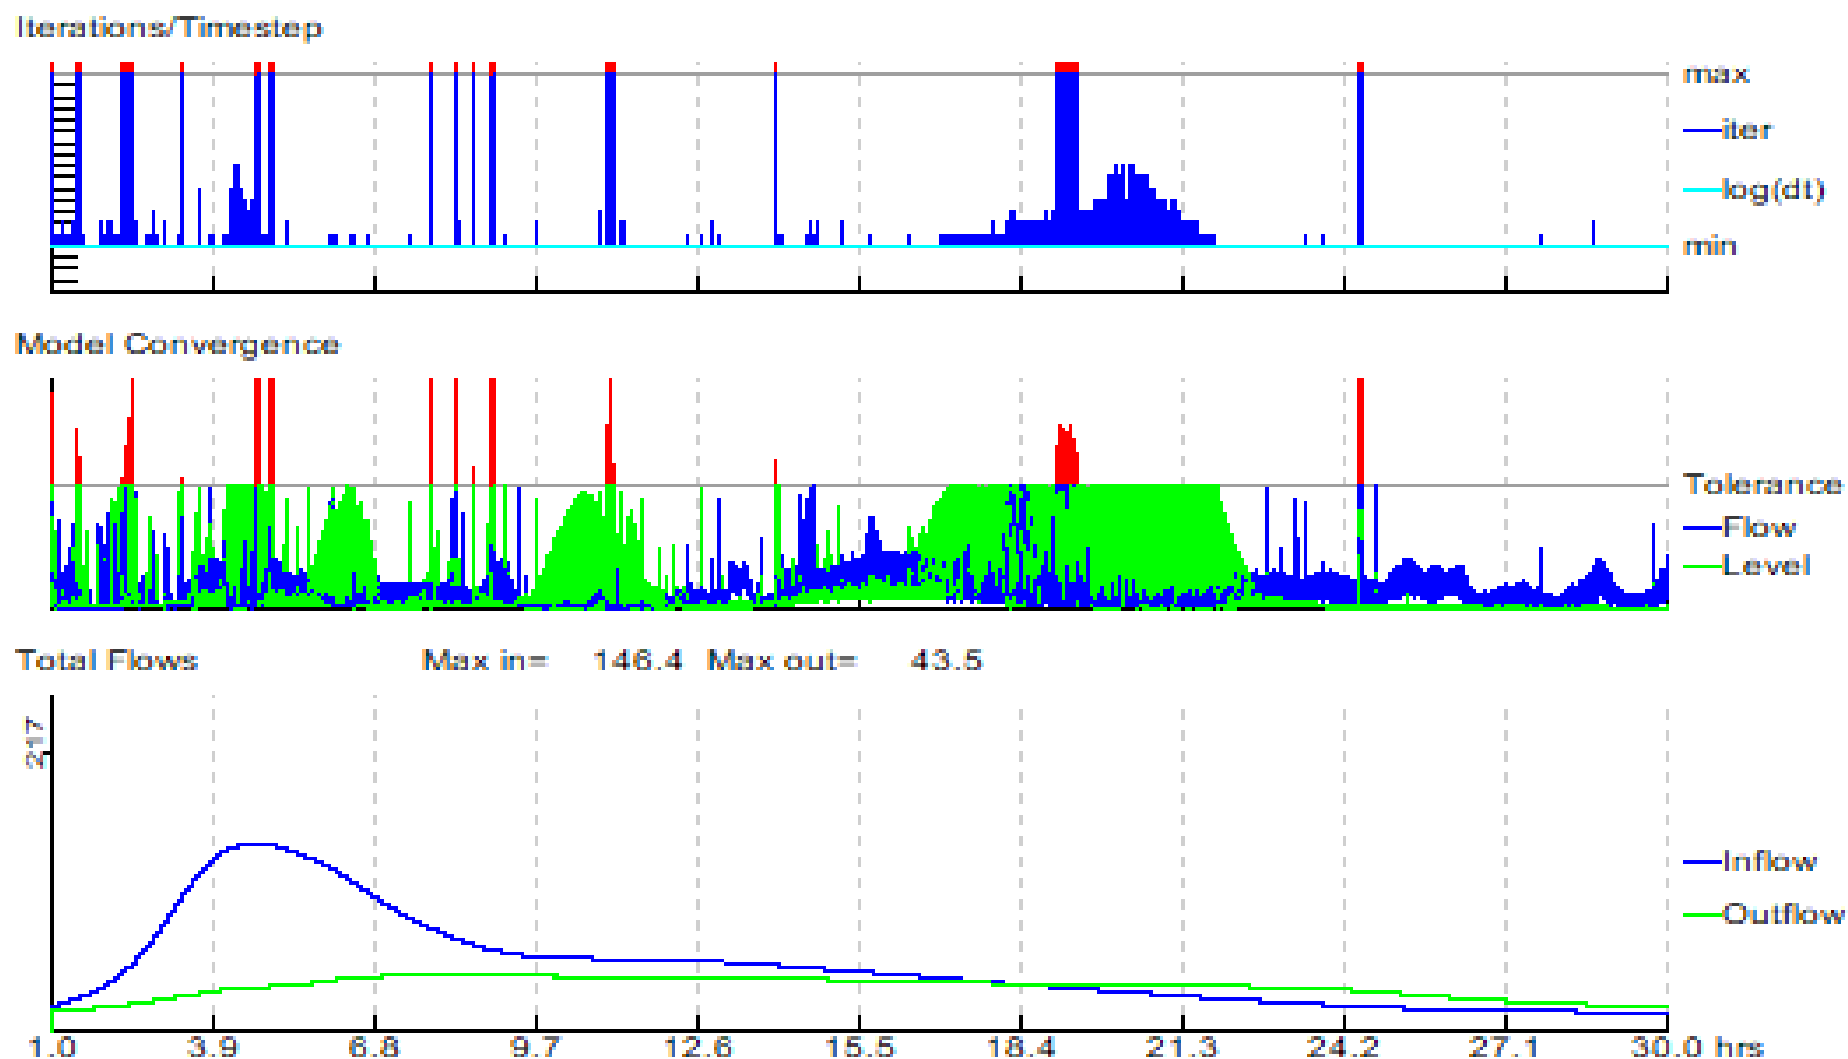 Iterations/Timestep
max
iter
log(dt)
min
Model Convergence
Tolerance
Flow
Level
Total Flows Max in= 146.4 Max out= 43.5
217
Inflow
Outflow
1.0 3.9 6.8 9.7 12.6 15.5 18.4 21.3 24.2 27.1 30.0 hrs